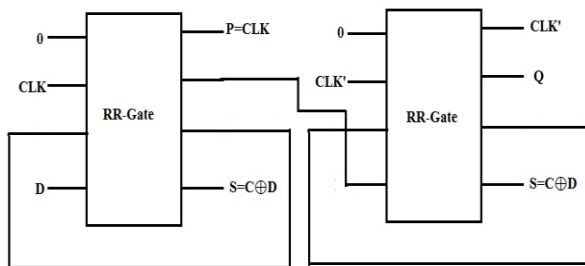 0
CLK
D
RR-Gate
P=CLK
S=C⊕D
0
CLK'
RR-Gate
CLK'
Q
S=C⊕D